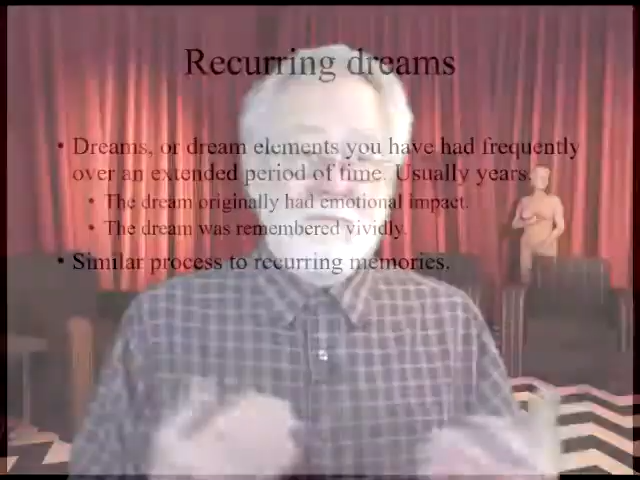 Recurring dreams
• Dreams, or dream elements you have had frequently
over an extended period of time. Usually years.
• The dream originally had emotional impact.
• The dream was remembered vividly.
• Similar process to recurring memories.